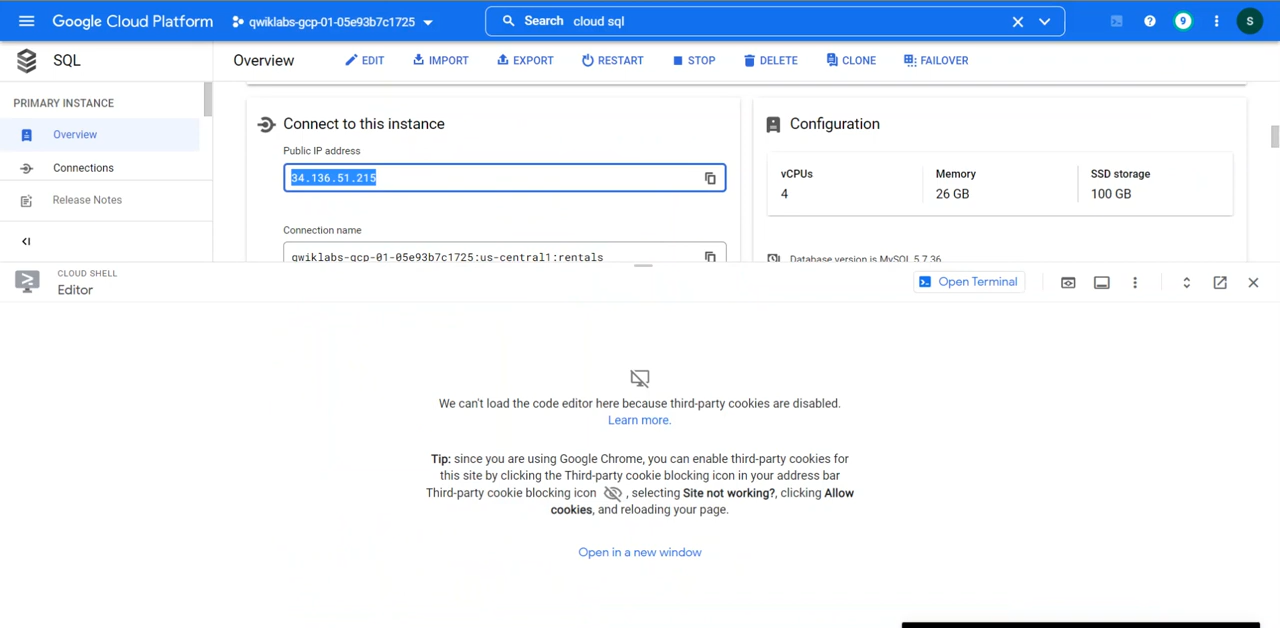 Google Cloud Platform qwiklabs-gcp-01-05e93b7c1725 Search cloud sql 9 S
SQL Overview EDIT IMPORT EXPORT RESTART STOP DELETE CLONE FAILOVER
PRIMARY INSTANCE
Overview
Connections
Release Notes
Connect to this instance
Public IP address
34.136.51.215
Connection name
qwiklabs-gcp-01-05e93b7c1725:us-central1:rentals
Configuration
vCPUs Memory SSD storage
4 26 GB 100 GB
Database version is MySQL 5.7.36
CLOUD SHELL
Editor
Open Terminal
We can't load the code editor here because third-party cookies are disabled.
Learn more.
Tip: since you are using Google Chrome, you can enable third-party cookies for
this site by clicking the Third-party cookie blocking icon in your address bar
Third-party cookie blocking icon , selecting Site not working?, clicking Allow
cookies, and reloading your page.
Open in a new window